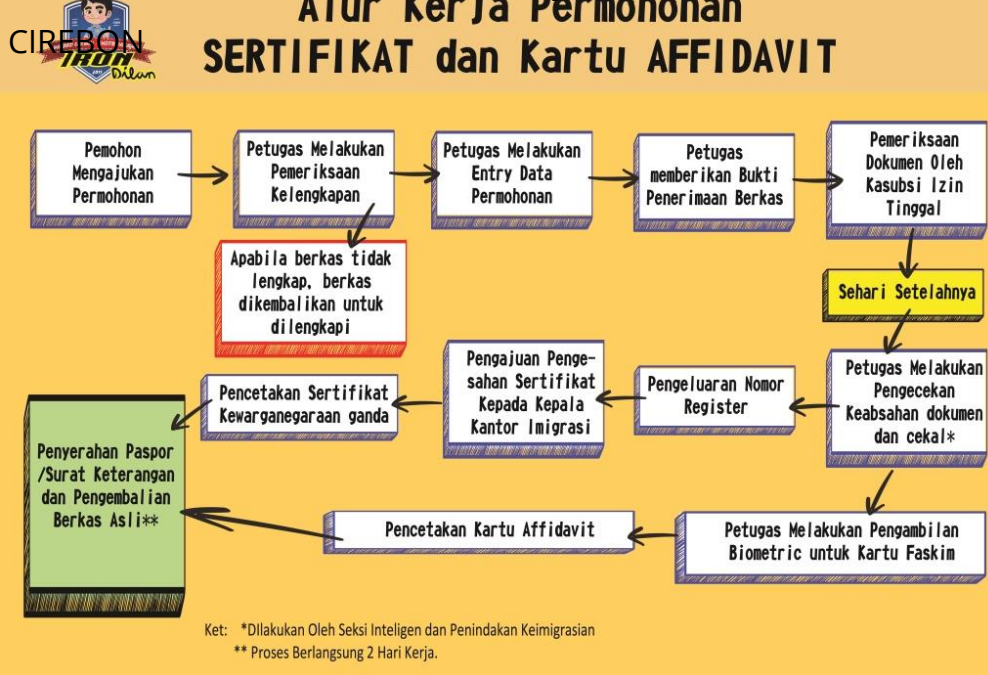 Alur Kerja Permohonan
CIREBON
SERTIFIKAT dan Kartu AFFIDAVIT
IRON
Dilan
Pemohon
Mengajukan
Permohonan
Petugas Melakukan
Pemeriksaan
Kelengkapan
Petugas Melakukan
Entry Data
Permohonan
Petugas
memberikan Bukti
Penerimaan Berkas
Pemeriksaan
Dokumen Oleh
Kasubsi Izin
Tinggal
Apabila berkas tidak
lengkap, berkas
dikembalikan untuk
dilengkapi
Sehari Setelahnya
Petugas Melakukan
Pengecekan
Keabsahan dokumen
dan cekal*
Pengeluaran Nomor
Register
Pengajuan Penge-
sahan Sertifikat
Kepada Kepala
Kantor Imigrasi
Pencetakan Sertifikat
Kewarganegaraan ganda
Petugas Melakukan Pengambilan
Biometric untuk Kartu Faskim
Pencetakan Kartu Affidavit
Penyerahan Paspor
/Surat Keterangan
dan Pengembalian
Berkas Asli**
Ket: *DIlakukan Oleh Seksi Inteligen dan Penindakan Keimigrasian
** Proses Berlangsung 2 Hari Kerja.